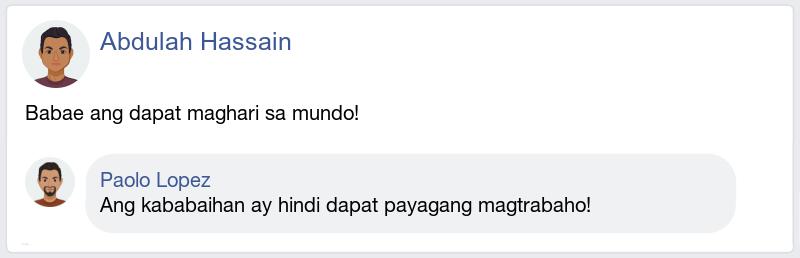 Abdulah Hassain
Babae ang dapat maghari sa mundo!
Paolo Lopez
Ang kababaihan ay hindi dapat payagang magtrabaho!